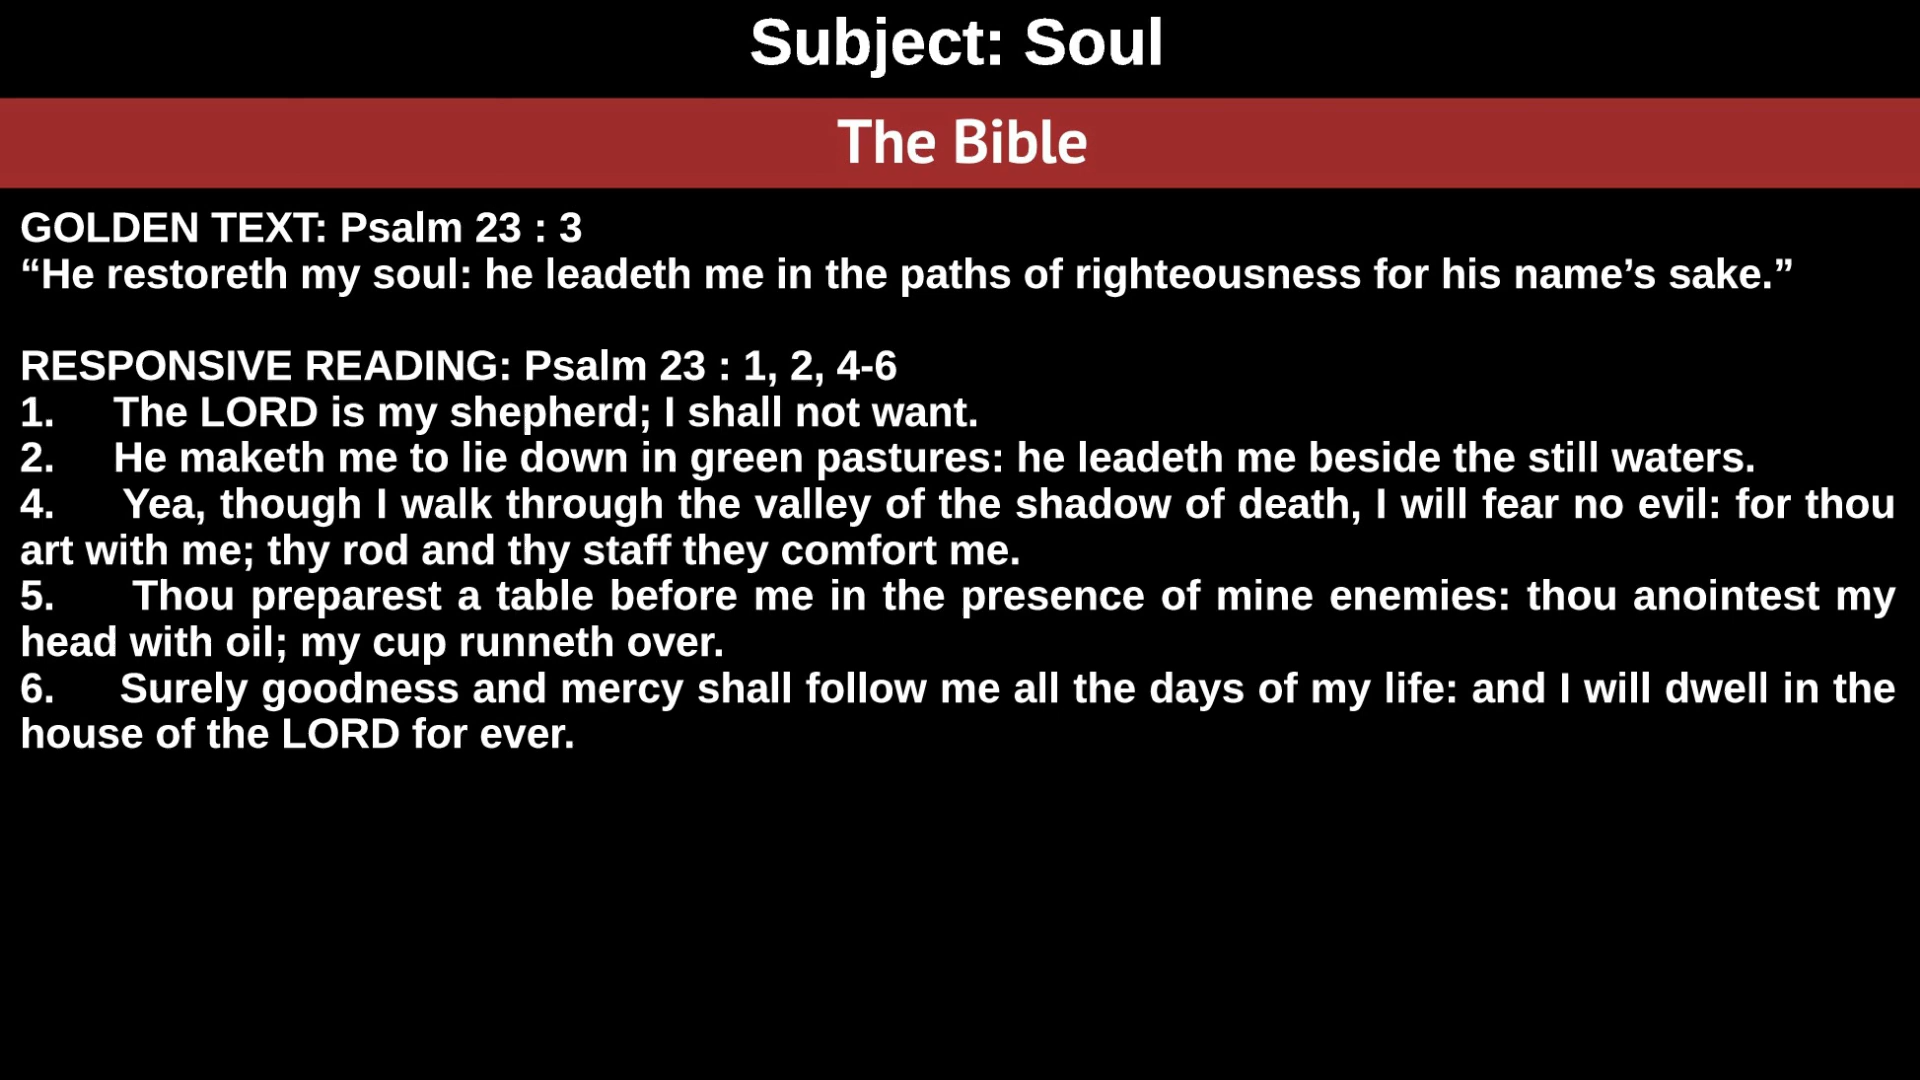 Subject: Soul
The Bible
GOLDEN TEXT: Psalm 23 : 3
“He restoreth my soul: he leadeth me in the paths of righteousness for his name’s sake.”
RESPONSIVE READING: Psalm 23 : 1, 2, 4-6
1. The LORD is my shepherd; I shall not want.
2. He maketh me to lie down in green pastures: he leadeth me beside the still waters.
4. Yea, though I walk through the valley of the shadow of death, I will fear no evil: for thou
art with me; thy rod and thy staff they comfort me.
5. Thou preparest a table before me in the presence of mine enemies: thou anointest my
head with oil; my cup runneth over.
6. Surely goodness and mercy shall follow me all the days of my life: and I will dwell in the
house of the LORD for ever.